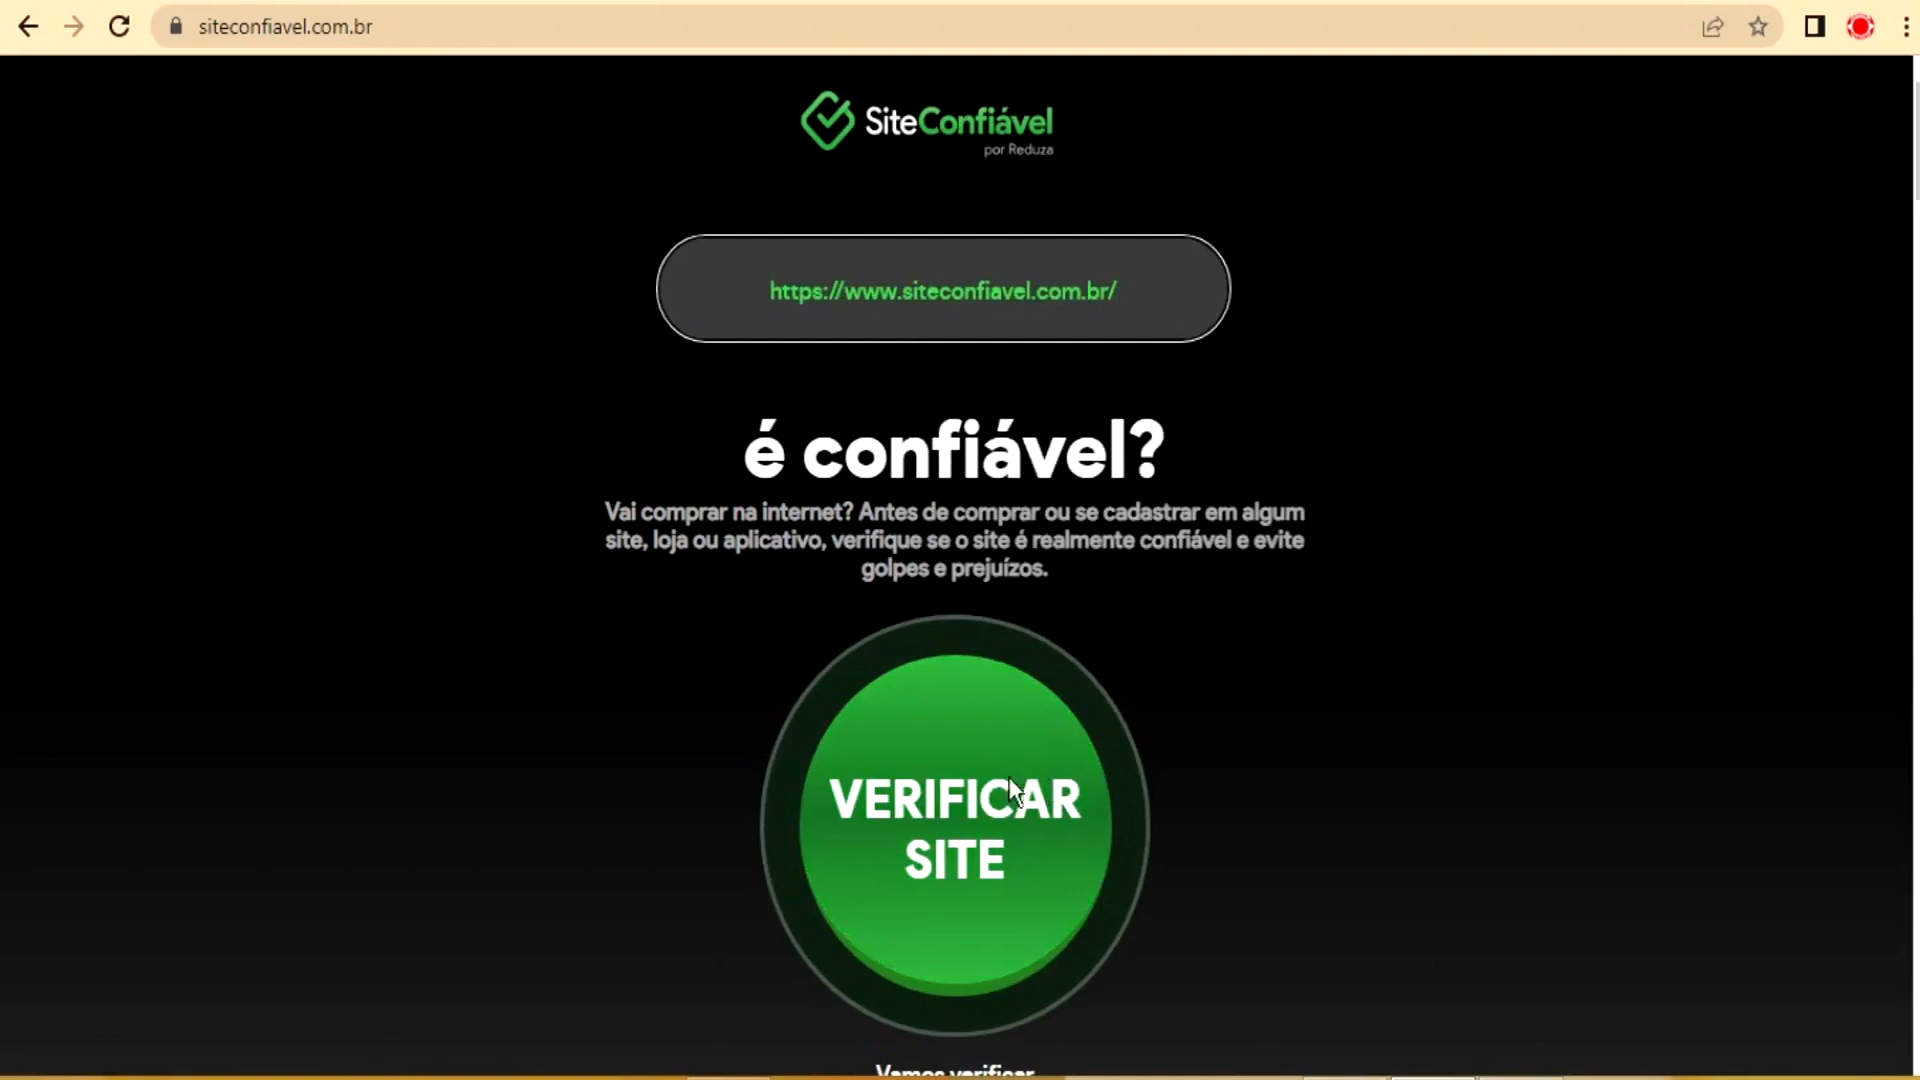 siteconfiavel.com.br
SiteConfiável
por Reduza
https://www.siteconfiavel.com.br/
é confiável?
Vai comprar na internet? Antes de comprar ou se cadastrar em algum
site, loja ou aplicativo, verifique se o site é realmente confiável e evite
golpes e prejuízos.
VERIFICAR
SITE
Vamos verificar